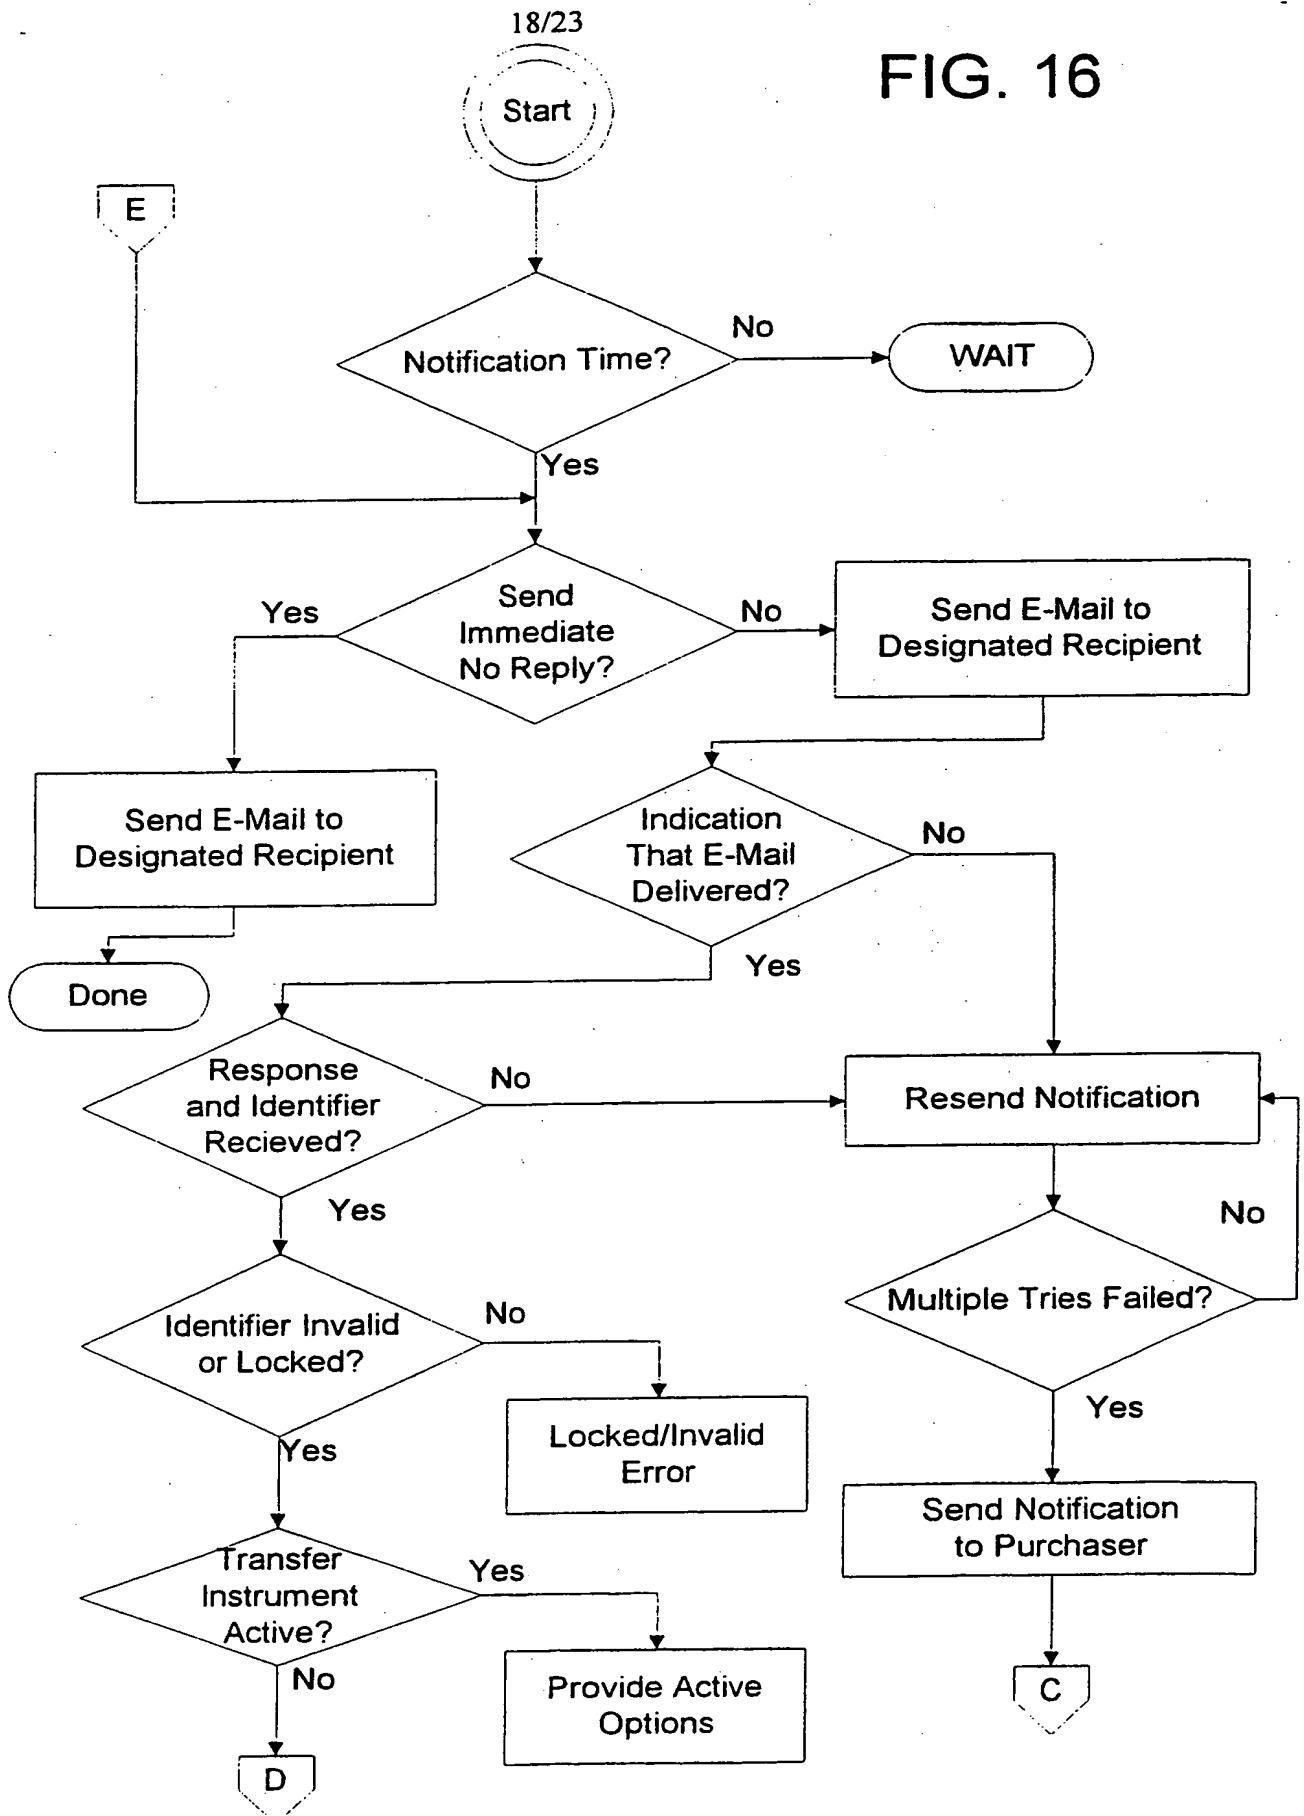 18/23
FIG. 16
Start
E
Notification Time?
No
WAIT
Yes
Send
Immediate
No Reply?
Yes
No
Send E-Mail to
Designated Recipient
Send E-Mail to
Designated Recipient
Done
Indication
That E-Mail
Delivered?
No
Yes
Response
and Identifier
Recieved?
No
Resend Notification
Yes
No
Multiple Tries Failed?
Identifier Invalid
or Locked?
No
Locked/Invalid
Error
Yes
Yes
Send Notification
to Purchaser
Transfer
Instrument
Active?
Yes
Provide Active
Options
No
C
D